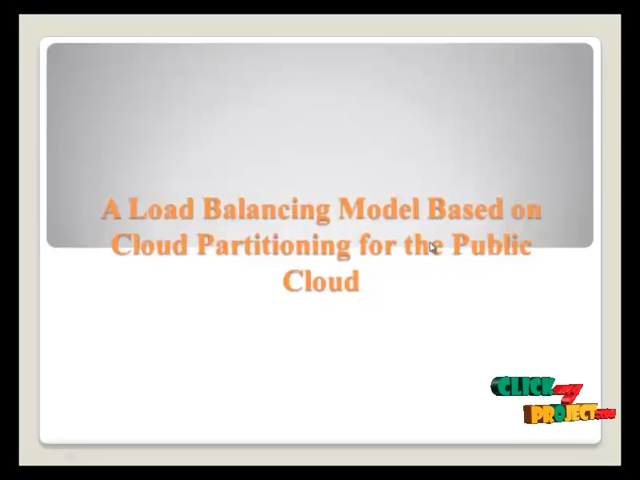 A Load Balancing Model Based on
Cloud Partitioning for the Public
Cloud
CLICK
PROJECT